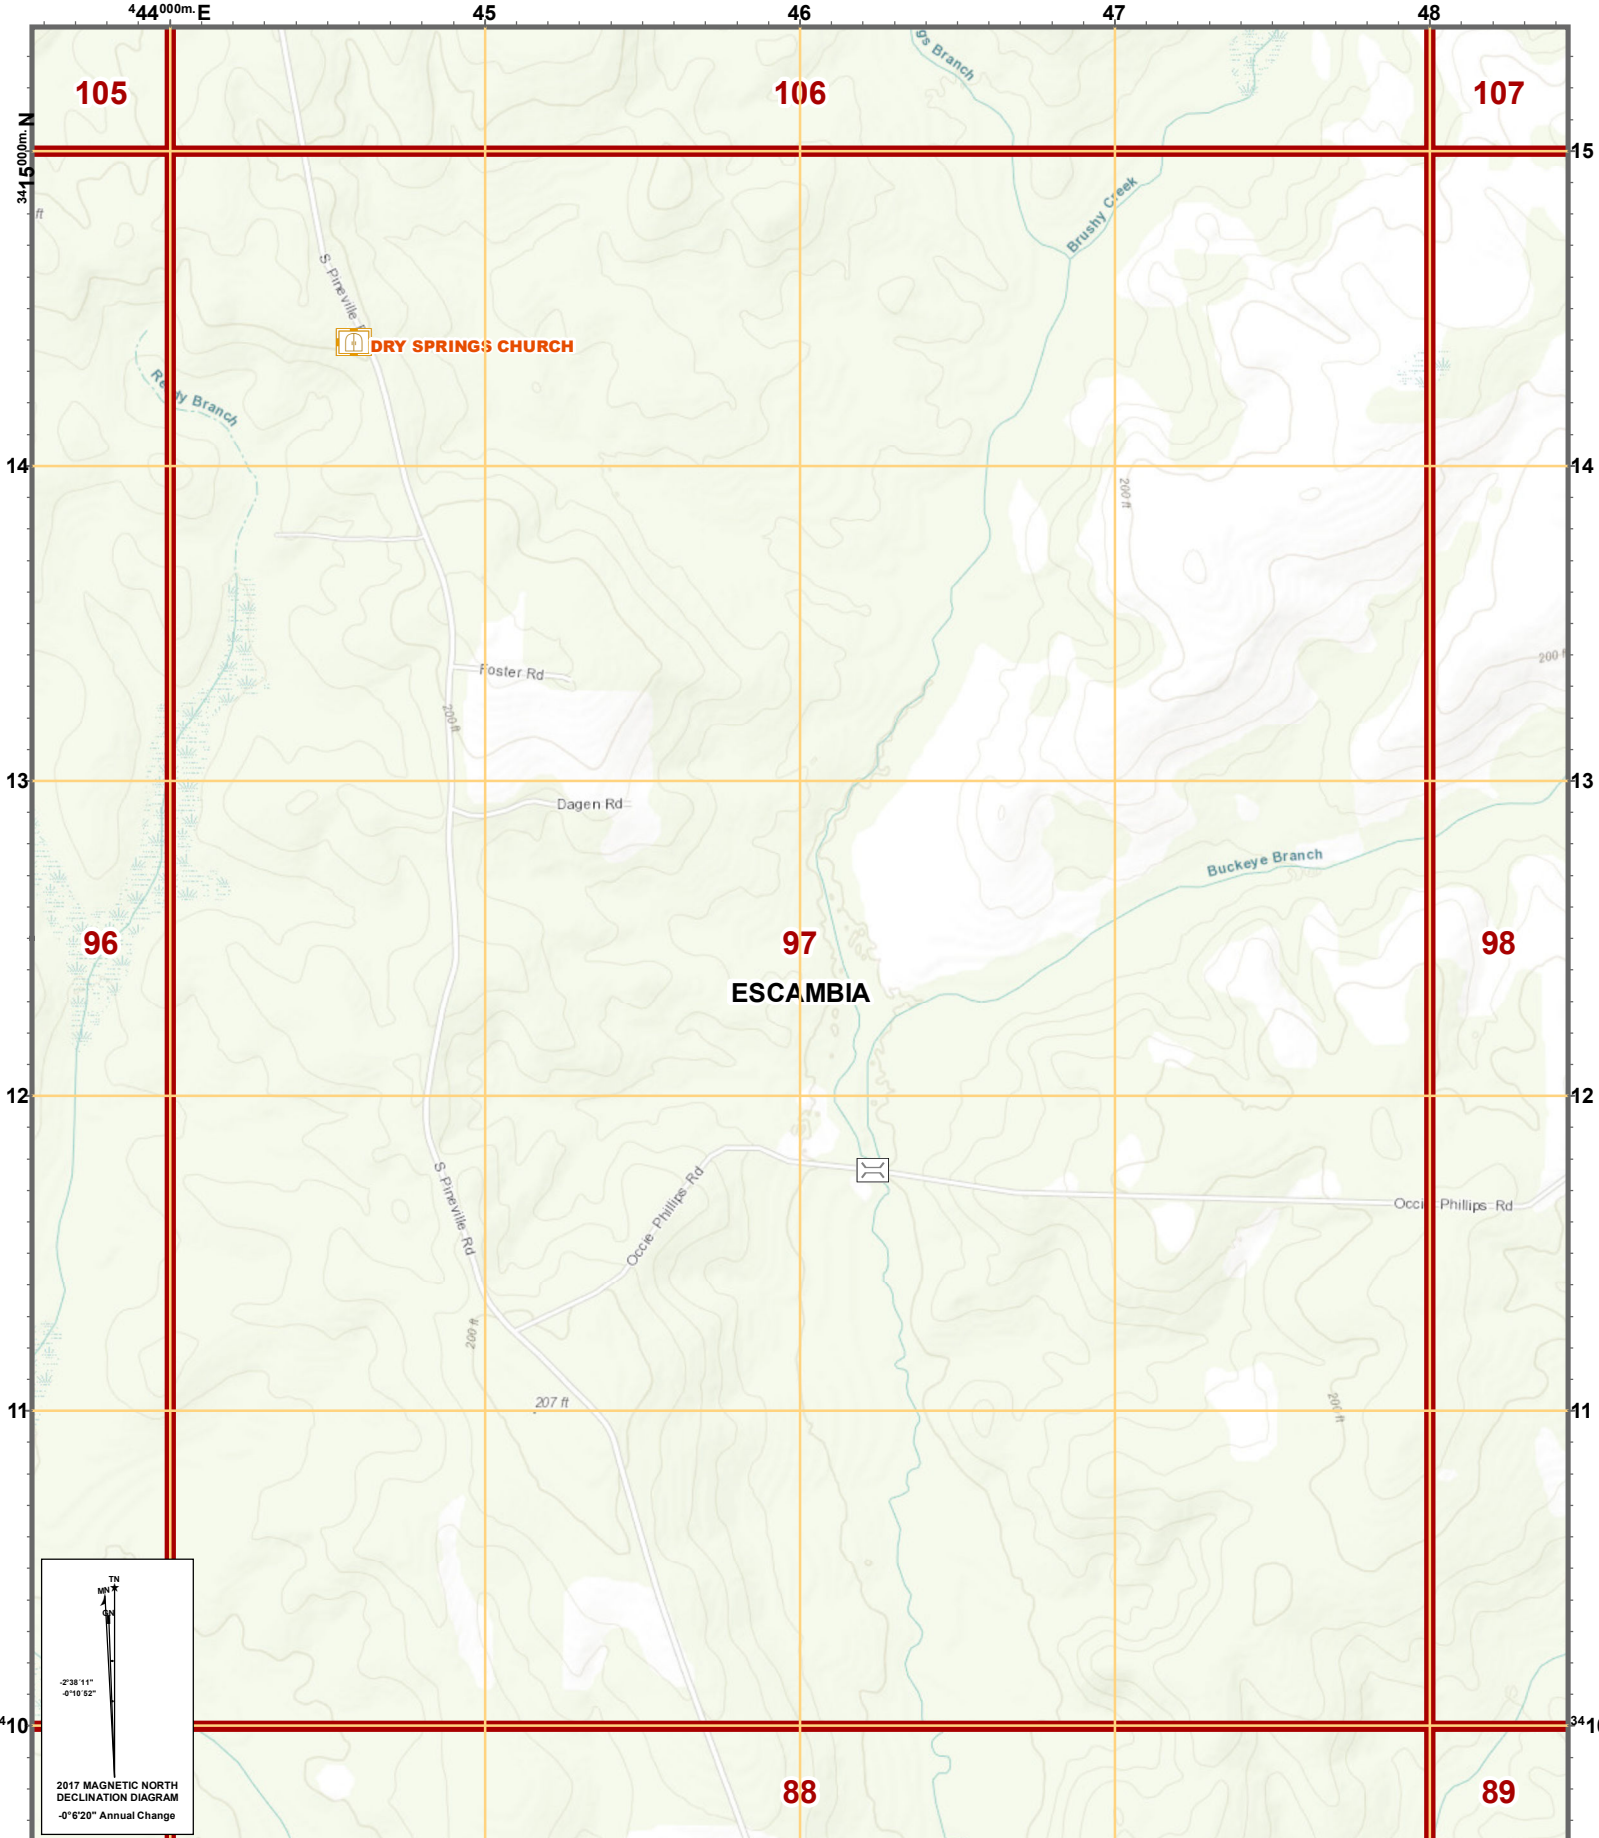 444000m. E
45
46
47
48
105
106
107
gs Branch
3415000m. N
15
ft
Brushy Creek
S Pineville
DRY SPRINGS CHURCH
Branch
14
14
200 ft
Foster Rd
200 ft
200 f
13
13
Dagen Rd
Buckeye Branch
96
97
98
ESCAMBIA
12
12
S Pineville Rd
Occie Phillips Rd
Occie Phillips Rd
200 ft
207 ft
200 ft
11
11
TN
MN
GN
-2°38'11"
-0°10'52"
410
341
2017 MAGNETIC NORTH
DECLINATION DIAGRAM
-0°6'20" Annual Change
88
89